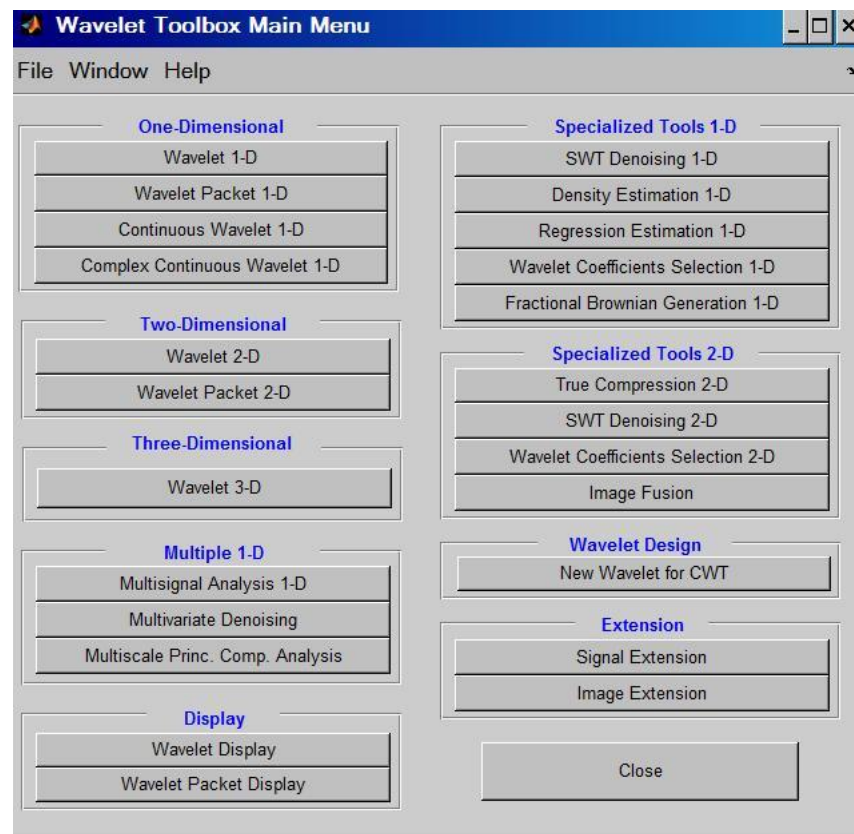 Wavelet Toolbox Main Menu
File Window Help
One-Dimensional
Wavelet 1-D
Wavelet Packet 1-D
Continuous Wavelet 1-D
Complex Continuous Wavelet 1-D
Two-Dimensional
Wavelet 2-D
Wavelet Packet 2-D
Three-Dimensional
Wavelet 3-D
Multiple 1-D
Multisignal Analysis 1-D
Multivariate Denoising
Multiscale Princ. Comp. Analysis
Display
Wavelet Display
Wavelet Packet Display
Specialized Tools 1-D
SWT Denoising 1-D
Density Estimation 1-D
Regression Estimation 1-D
Wavelet Coefficients Selection 1-D
Fractional Brownian Generation 1-D
Specialized Tools 2-D
True Compression 2-D
SWT Denoising 2-D
Wavelet Coefficients Selection 2-D
Image Fusion
Wavelet Design
New Wavelet for CWT
Extension
Signal Extension
Image Extension
Close